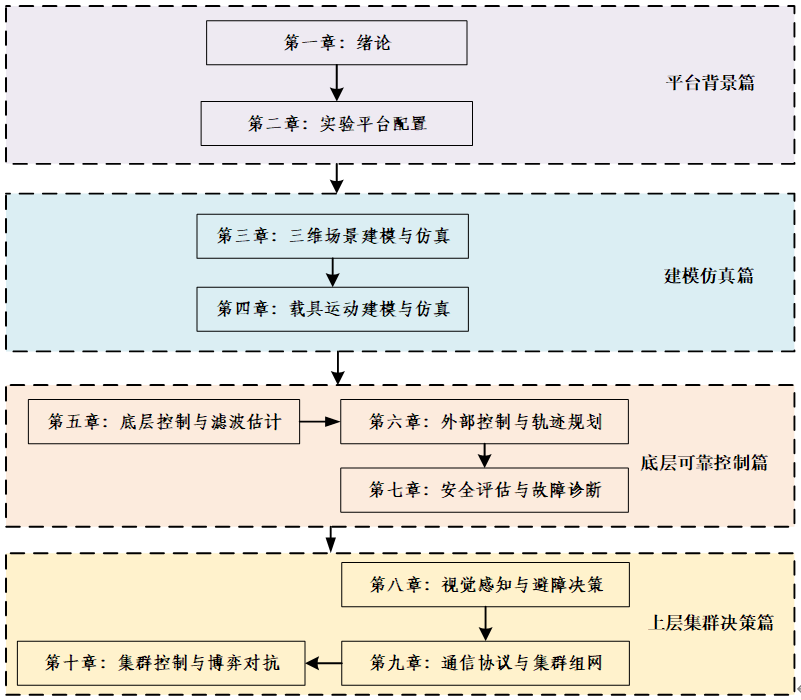 第一章：绪论
第二章：实验平台配置
平台背景篇
第三章：三维场景建模与仿真
第四章：载具运动建模与仿真
建模仿真篇
第五章：底层控制与滤波估计
第六章：外部控制与轨迹规划
第七章：安全评估与故障诊断
底层可靠控制篇
第八章：视觉感知与避障决策
第九章：通信协议与集群组网
第十章：集群控制与博弈对抗
上层集群决策篇